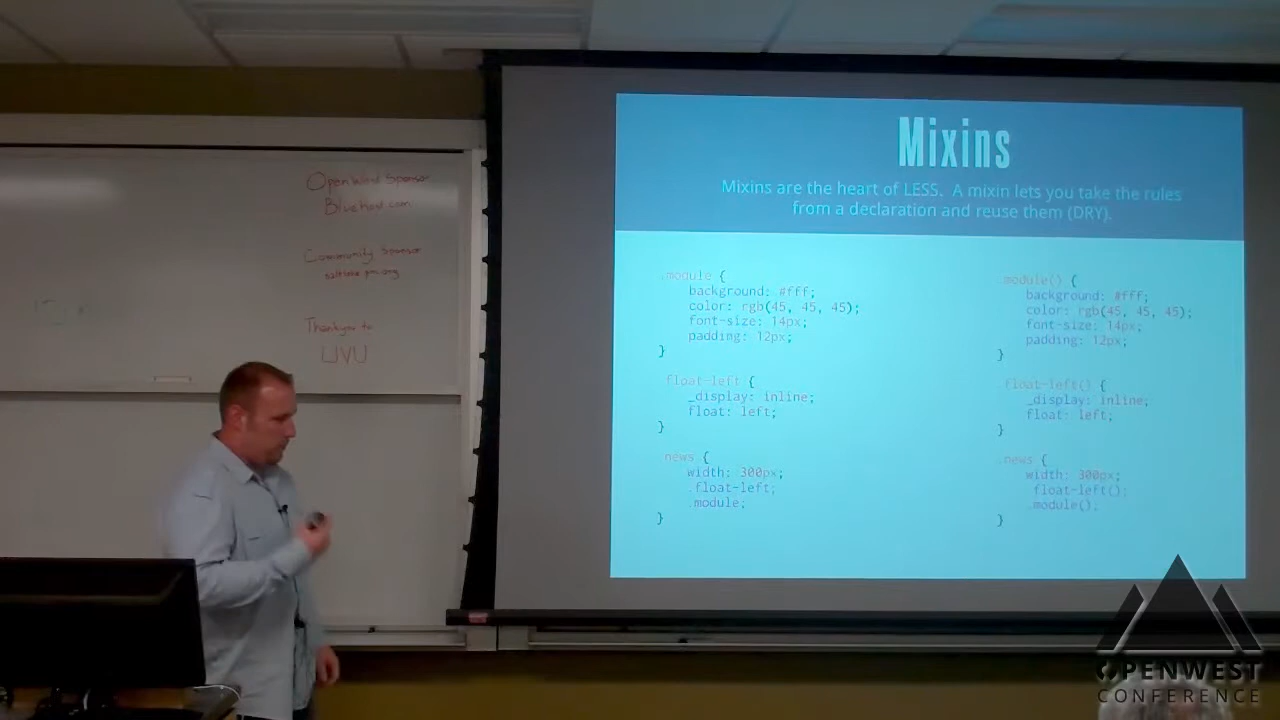 OpenWest Sponsor
Bluehost.com
Community Sponsor
Thankyou to
UVU
Mixins
Mixins are the heart of LESS. A mixin lets you take the rules
from a declaration and reuse them (DRY).
.module {
background: #fff;
color: rgb(45, 45, 45);
font-size: 14px;
padding: 12px;
}
.float-left {
_display: inline;
float: left;
}
.news {
width: 300px;
.float-left;
.module;
}
.module() {
background: #fff;
color: rgb(45, 45, 45);
font-size: 14px;
padding: 12px;
}
.float-left() {
_display: inline;
float: left;
}
.news {
width: 300px;
.float-left();
.module();
}
OPENWEST
CONFERENCE